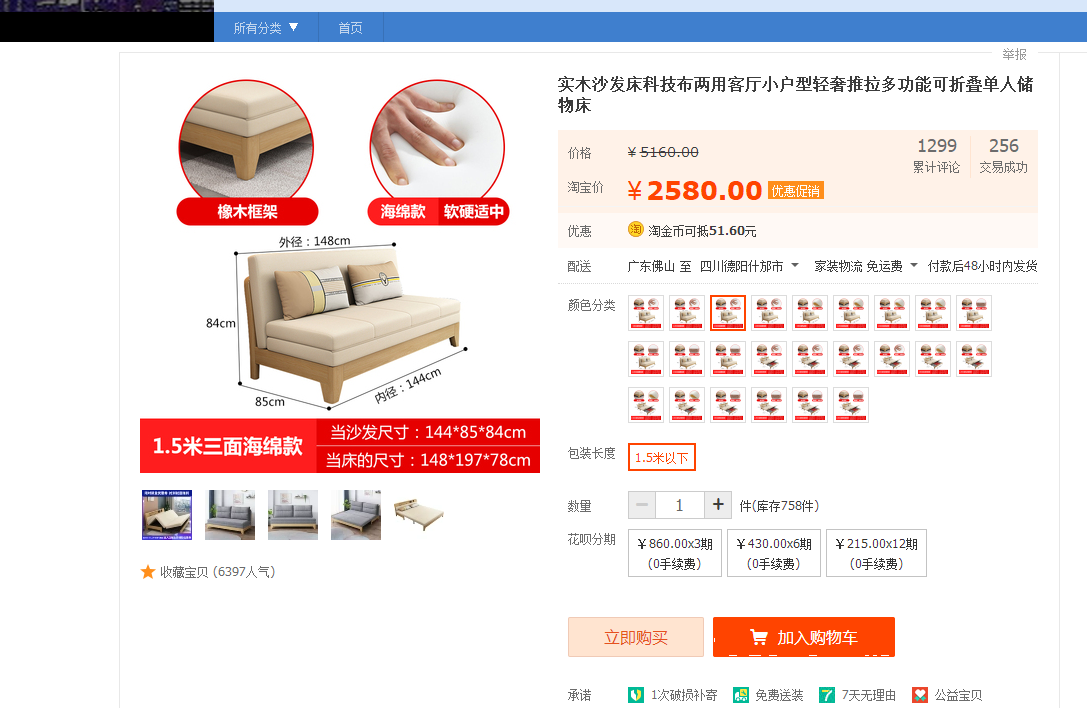 所有分类 ▼ 首页
举报
实木沙发床科技布两用客厅小户型轻奢推拉多功能可折叠单人储
物床
橡木框架
海绵款 软硬适中
外径：148cm
84cm
85cm
内径：144cm
1.5米三面海绵款
当沙发尺寸：144*85*84cm
当床的尺寸：148*197*78cm
收藏宝贝 (6397人气)
价格 ¥ 5160.00
1299 256
累计评论 交易成功
淘宝价 ¥ 2580.00 优惠促销
优惠 淘 淘金币可抵51.60元
配送 广东佛山 至 四川德阳什邡市 家装物流 免运费 付款后48小时内发货
颜色分类
包装长度 1.5米以下
数量 − 1 + 件(库存758件)
花呗分期
¥860.00x3期
(0手续费)
¥430.00x6期
(0手续费)
¥215.00x12期
(0手续费)
立即购买 加入购物车
承诺 1次破损补寄 免费送装 7 7天无理由 公益宝贝